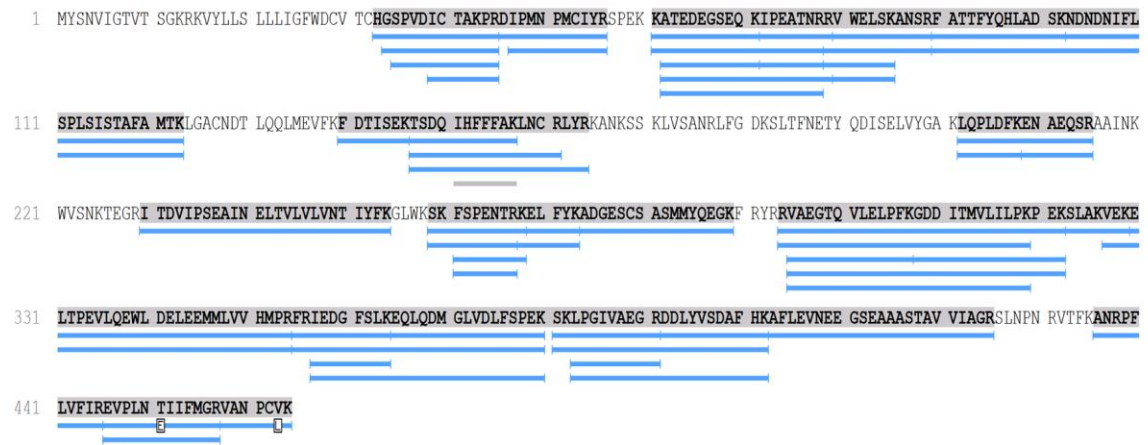 1 MYSNVIGTVT SGKRKVYLLS LLLIGFWDCV TCHGSPVDIC TAKPRDIPMN PMCIYRSPEK KATEDEGSEQ KIPEATNRRV WELSKANSRF ATTFYQHLAD SKNDNDNIFL
111 SPLSISTAFA MTKLGACNDT LQQLMEVFKF DTISEKTSDQ IHFFFAKLNC RLYRKANKSS KLVSANRLFG DKSLTFNETY QDISELVYGA KLQPLDFKEN AEQSRAAINK
221 WVSNKTEGRI TDVIPSEAIN ELTVLVLVNT IYFKGLWKSK FSPENTRKEL FYKADGESCS ASMMYQEGKF RYRRVAEGTQ VLELPFKGDD ITMVLILPKP EKSLAKVEKE
331 LTPEVLQEWL DELEEMMLVV HMPRFRIEDG FSLKEQLQDM GLVDLFSPEK SKLPGIVAEG RDDLYVSDAF HKAFLEVNEE GSEAAASTAV VIAGRSLNPN RVTFKANRPF
441 LVFIREVPLN TIIFMGRVAN PCVK
E L